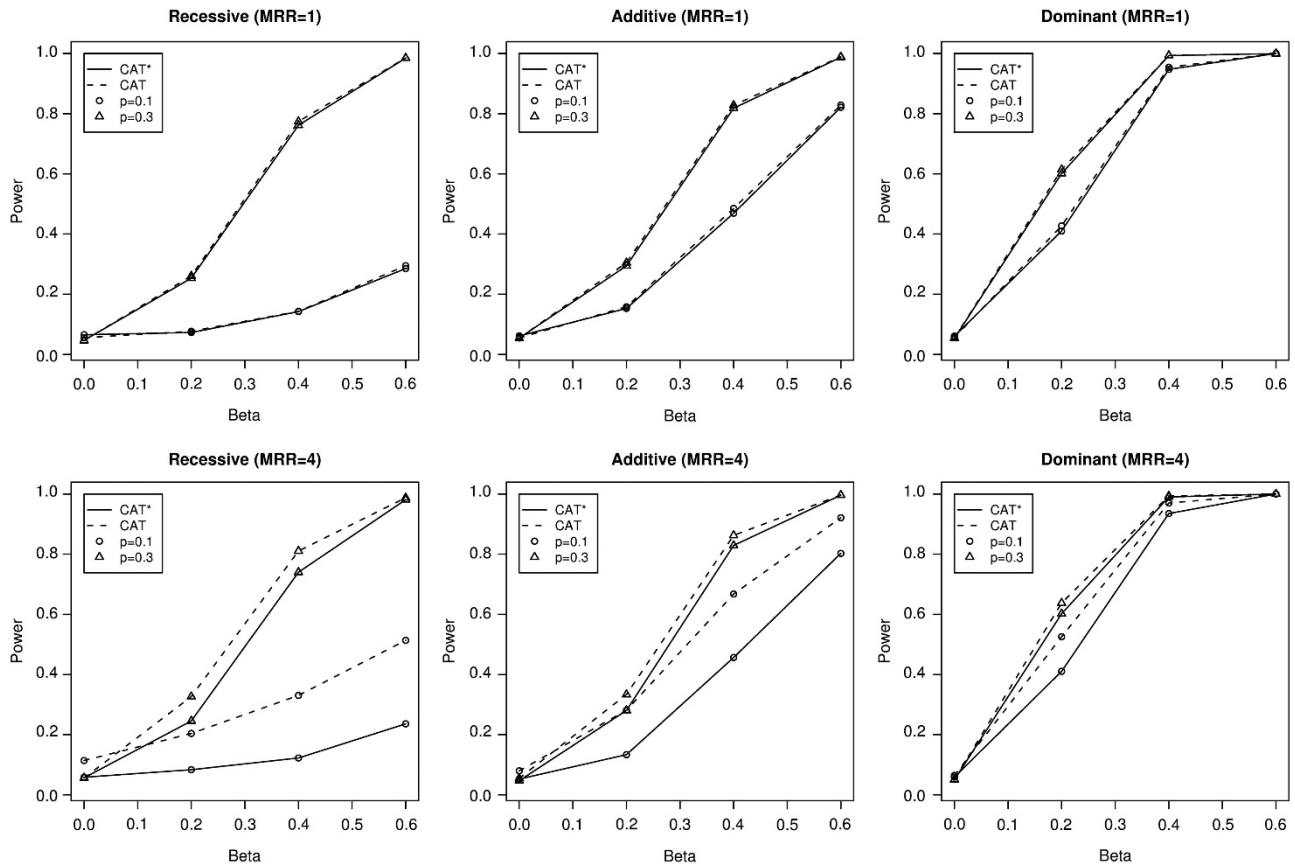 Recessive (MRR=1)
CAT*
CAT
p=0.1
p=0.3
Power
1.0
0.8
0.6
0.4
0.2
0.0
0.0 0.1 0.2 0.3 0.4 0.5 0.6
Beta
Additive (MRR=1)
CAT*
CAT
p=0.1
p=0.3
Power
1.0
0.8
0.6
0.4
0.2
0.0
0.0 0.1 0.2 0.3 0.4 0.5 0.6
Beta
Dominant (MRR=1)
CAT*
CAT
p=0.1
p=0.3
Power
1.0
0.8
0.6
0.4
0.2
0.0
0.0 0.1 0.2 0.3 0.4 0.5 0.6
Beta
Recessive (MRR=4)
CAT*
CAT
p=0.1
p=0.3
Power
1.0
0.8
0.6
0.4
0.2
0.0
0.0 0.1 0.2 0.3 0.4 0.5 0.6
Beta
Additive (MRR=4)
CAT*
CAT
p=0.1
p=0.3
Power
1.0
0.8
0.6
0.4
0.2
0.0
0.0 0.1 0.2 0.3 0.4 0.5 0.6
Beta
Dominant (MRR=4)
CAT*
CAT
p=0.1
p=0.3
Power
1.0
0.8
0.6
0.4
0.2
0.0
0.0 0.1 0.2 0.3 0.4 0.5 0.6
Beta